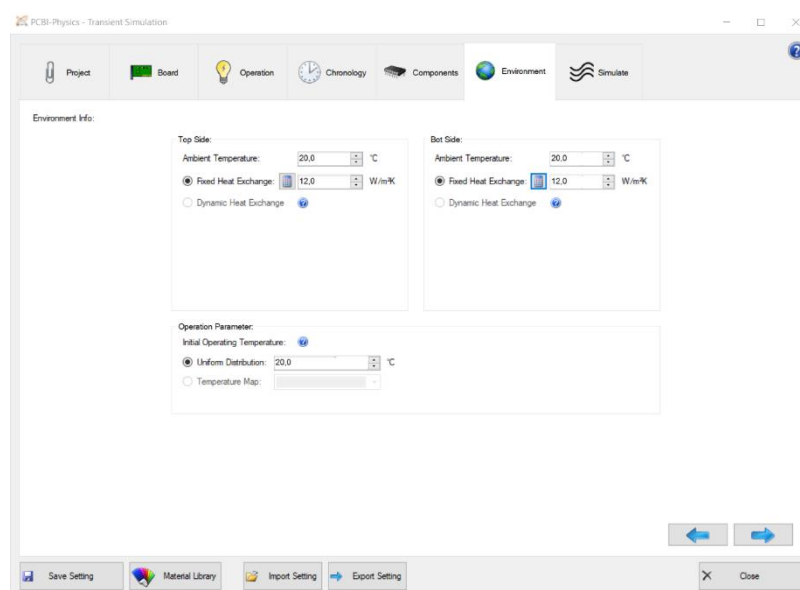 PCBI-Physics - Transient Simulation
Project
Board
Operation
Chronology
Components
Environment
Simulate
Environment Info:
Top Side:
Ambient Temperature: 20,0 °C
Fixed Heat Exchange: 12,0 W/m²K
Dynamic Heat Exchange
Bot Side:
Ambient Temperature: 20,0 °C
Fixed Heat Exchange: 12,0 W/m²K
Dynamic Heat Exchange
Operation Parameter:
Initial Operating Temperature:
Uniform Distribution: 20,0 °C
Temperature Map:
Save Setting
Material Library
Import Setting
Export Setting
Close